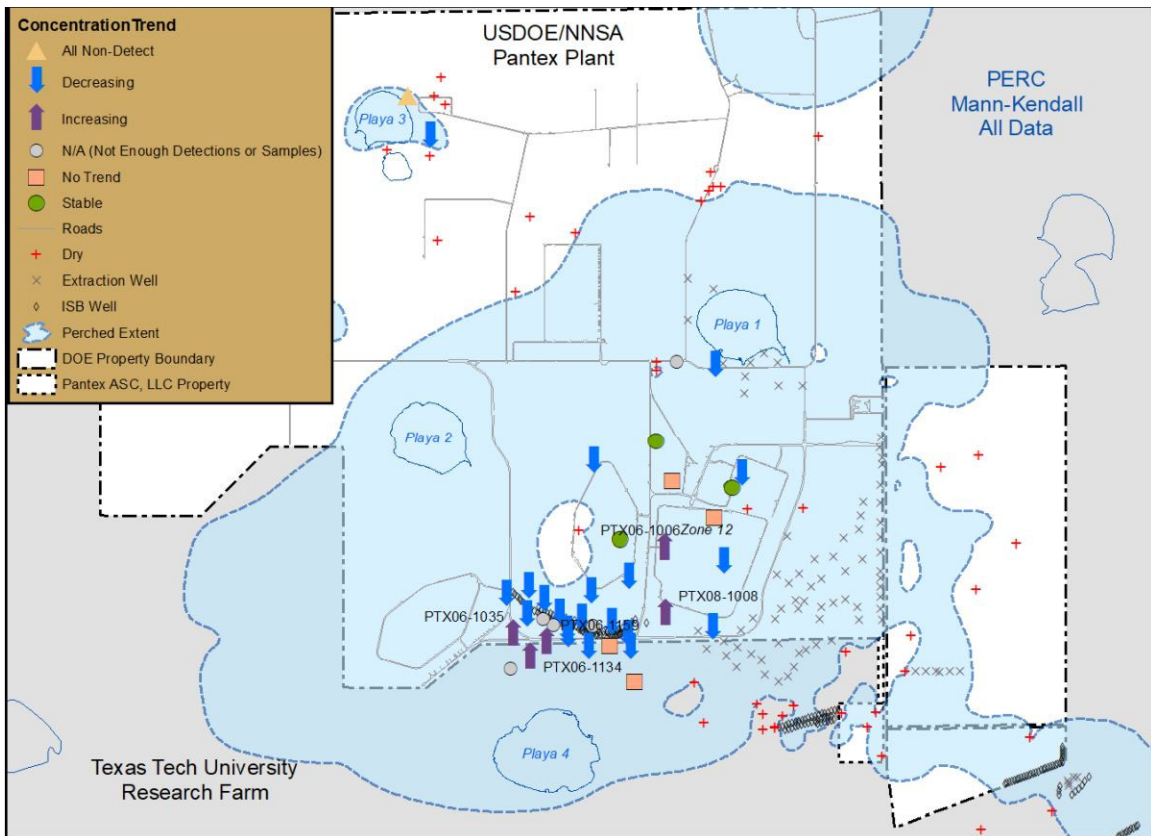 Concentration Trend
All Non-Detect
Decreasing
Increasing
N/A (Not Enough Detections or Samples)
No Trend
Stable
Roads
Dry
Extraction Well
ISB Well
Perched Extent
DOE Property Boundary
Pantex ASC, LLC Property
USDOE/NNSA
Pantex Plant
PERC
Mann-Kendall
All Data
Playa 3
Playa 1
Playa 2
PTX06-1006 Zone 12
PTX08-1008
PTX06-1035
PTX06-1159
PTX06-1134
Playa 4
Texas Tech University
Research Farm